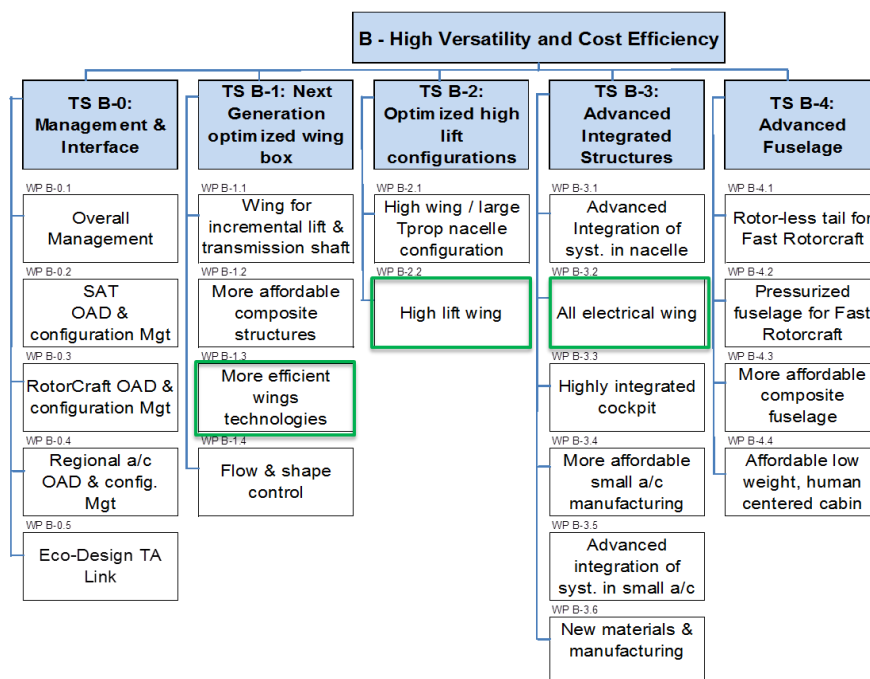 B - High Versatility and Cost Efficiency
TS B-0:
Management &
Interface
WP B-0.1
Overall
Management
WP B-0.2
SAT
OAD &
configuration Mgt
WP B-0.3
RotorCraft OAD &
configuration Mgt
WP B-0.4
Regional a/c
OAD & config.
Mgt
WP B-0.5
Eco-Design TA
Link
TS B-1: Next
Generation
optimized wing
box
WP B-1.1
Wing for
incremental lift &
transmission shaft
WP B-1.2
More affordable
composite
structures
WP B-1.3
More efficient
wings
technologies
WP B-1.4
Flow & shape
control
TS B-2:
Optimized high
lift
configurations
WP B-2.1
High wing / large
Tprop nacelle
configuration
WP B-2.2
High lift wing
TS B-3:
Advanced
Integrated
Structures
WP B-3.1
Advanced
Integration of
syst. in nacelle
WP B-3.2
All electrical wing
WP B-3.3
Highly integrated
cockpit
WP B-3.4
More affordable
small a/c
manufacturing
WP B-3.5
Advanced
integration of
syst. in small a/c
WP B-3.6
New materials &
manufacturing
TS B-4:
Advanced
Fuselage
WP B-4.1
Rotor-less tail for
Fast Rotorcraft
WP B-4.2
Pressurized
fuselage for Fast
Rotorcraft
WP B-4.3
More affordable
composite
fuselage
WP B-4.4
Affordable low
weight, human
centered cabin